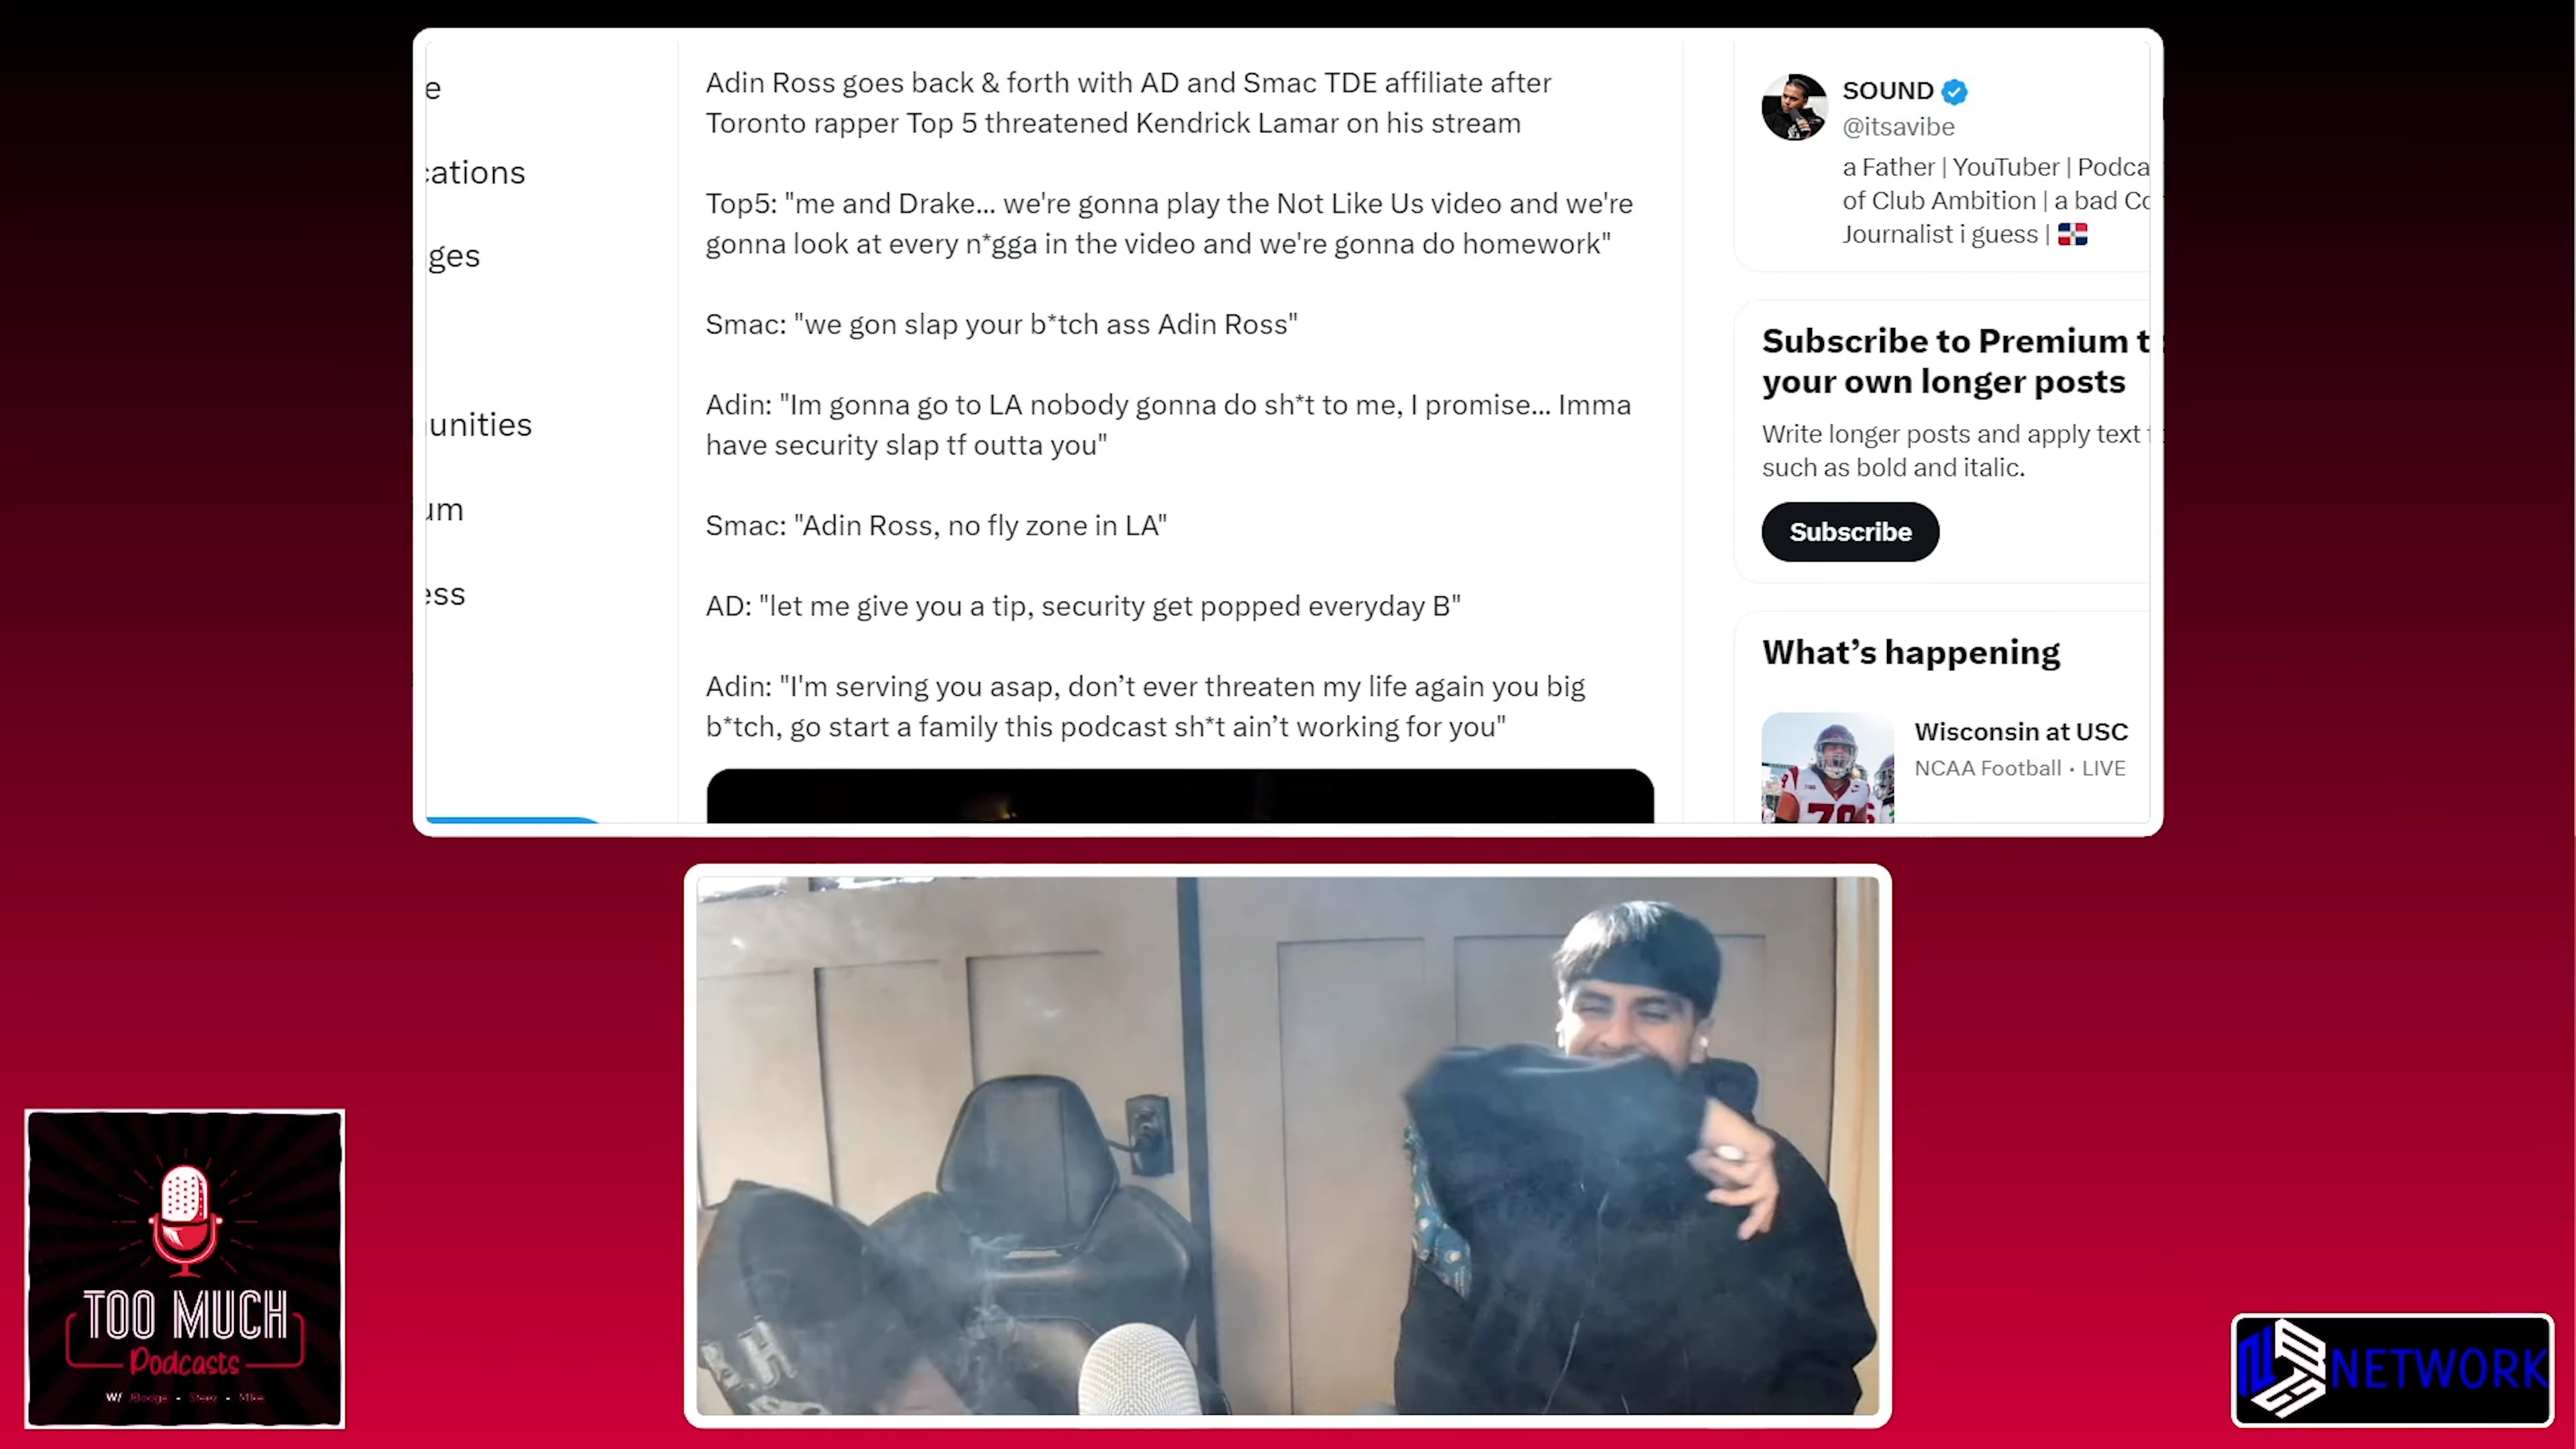 e
cations
ges
unities
um
ess
Adin Ross goes back & forth with AD and Smac TDE affiliate after
Toronto rapper Top 5 threatened Kendrick Lamar on his stream
Top5: "me and Drake... we're gonna play the Not Like Us video and we're
gonna look at every n*gga in the video and we're gonna do homework"
Smac: "we gon slap your b*tch ass Adin Ross"
Adin: "Im gonna go to LA nobody gonna do sh*t to me, I promise... Imma
have security slap tf outta you"
Smac: "Adin Ross, no fly zone in LA"
AD: "let me give you a tip, security get popped everyday B"
Adin: "I'm serving you asap, don’t ever threaten my life again you big
b*tch, go start a family this podcast sh*t ain’t working for you"
SOUND
@itsavibe
a Father | YouTuber | Podca
of Club Ambition | a bad Co
Journalist i guess |
Subscribe to Premium t
your own longer posts
Write longer posts and apply text f
such as bold and italic.
Subscribe
What’s happening
Wisconsin at USC
NCAA Football · LIVE
TOO MUCH
Podcasts
W/ - Steez - Mike
NETWORK